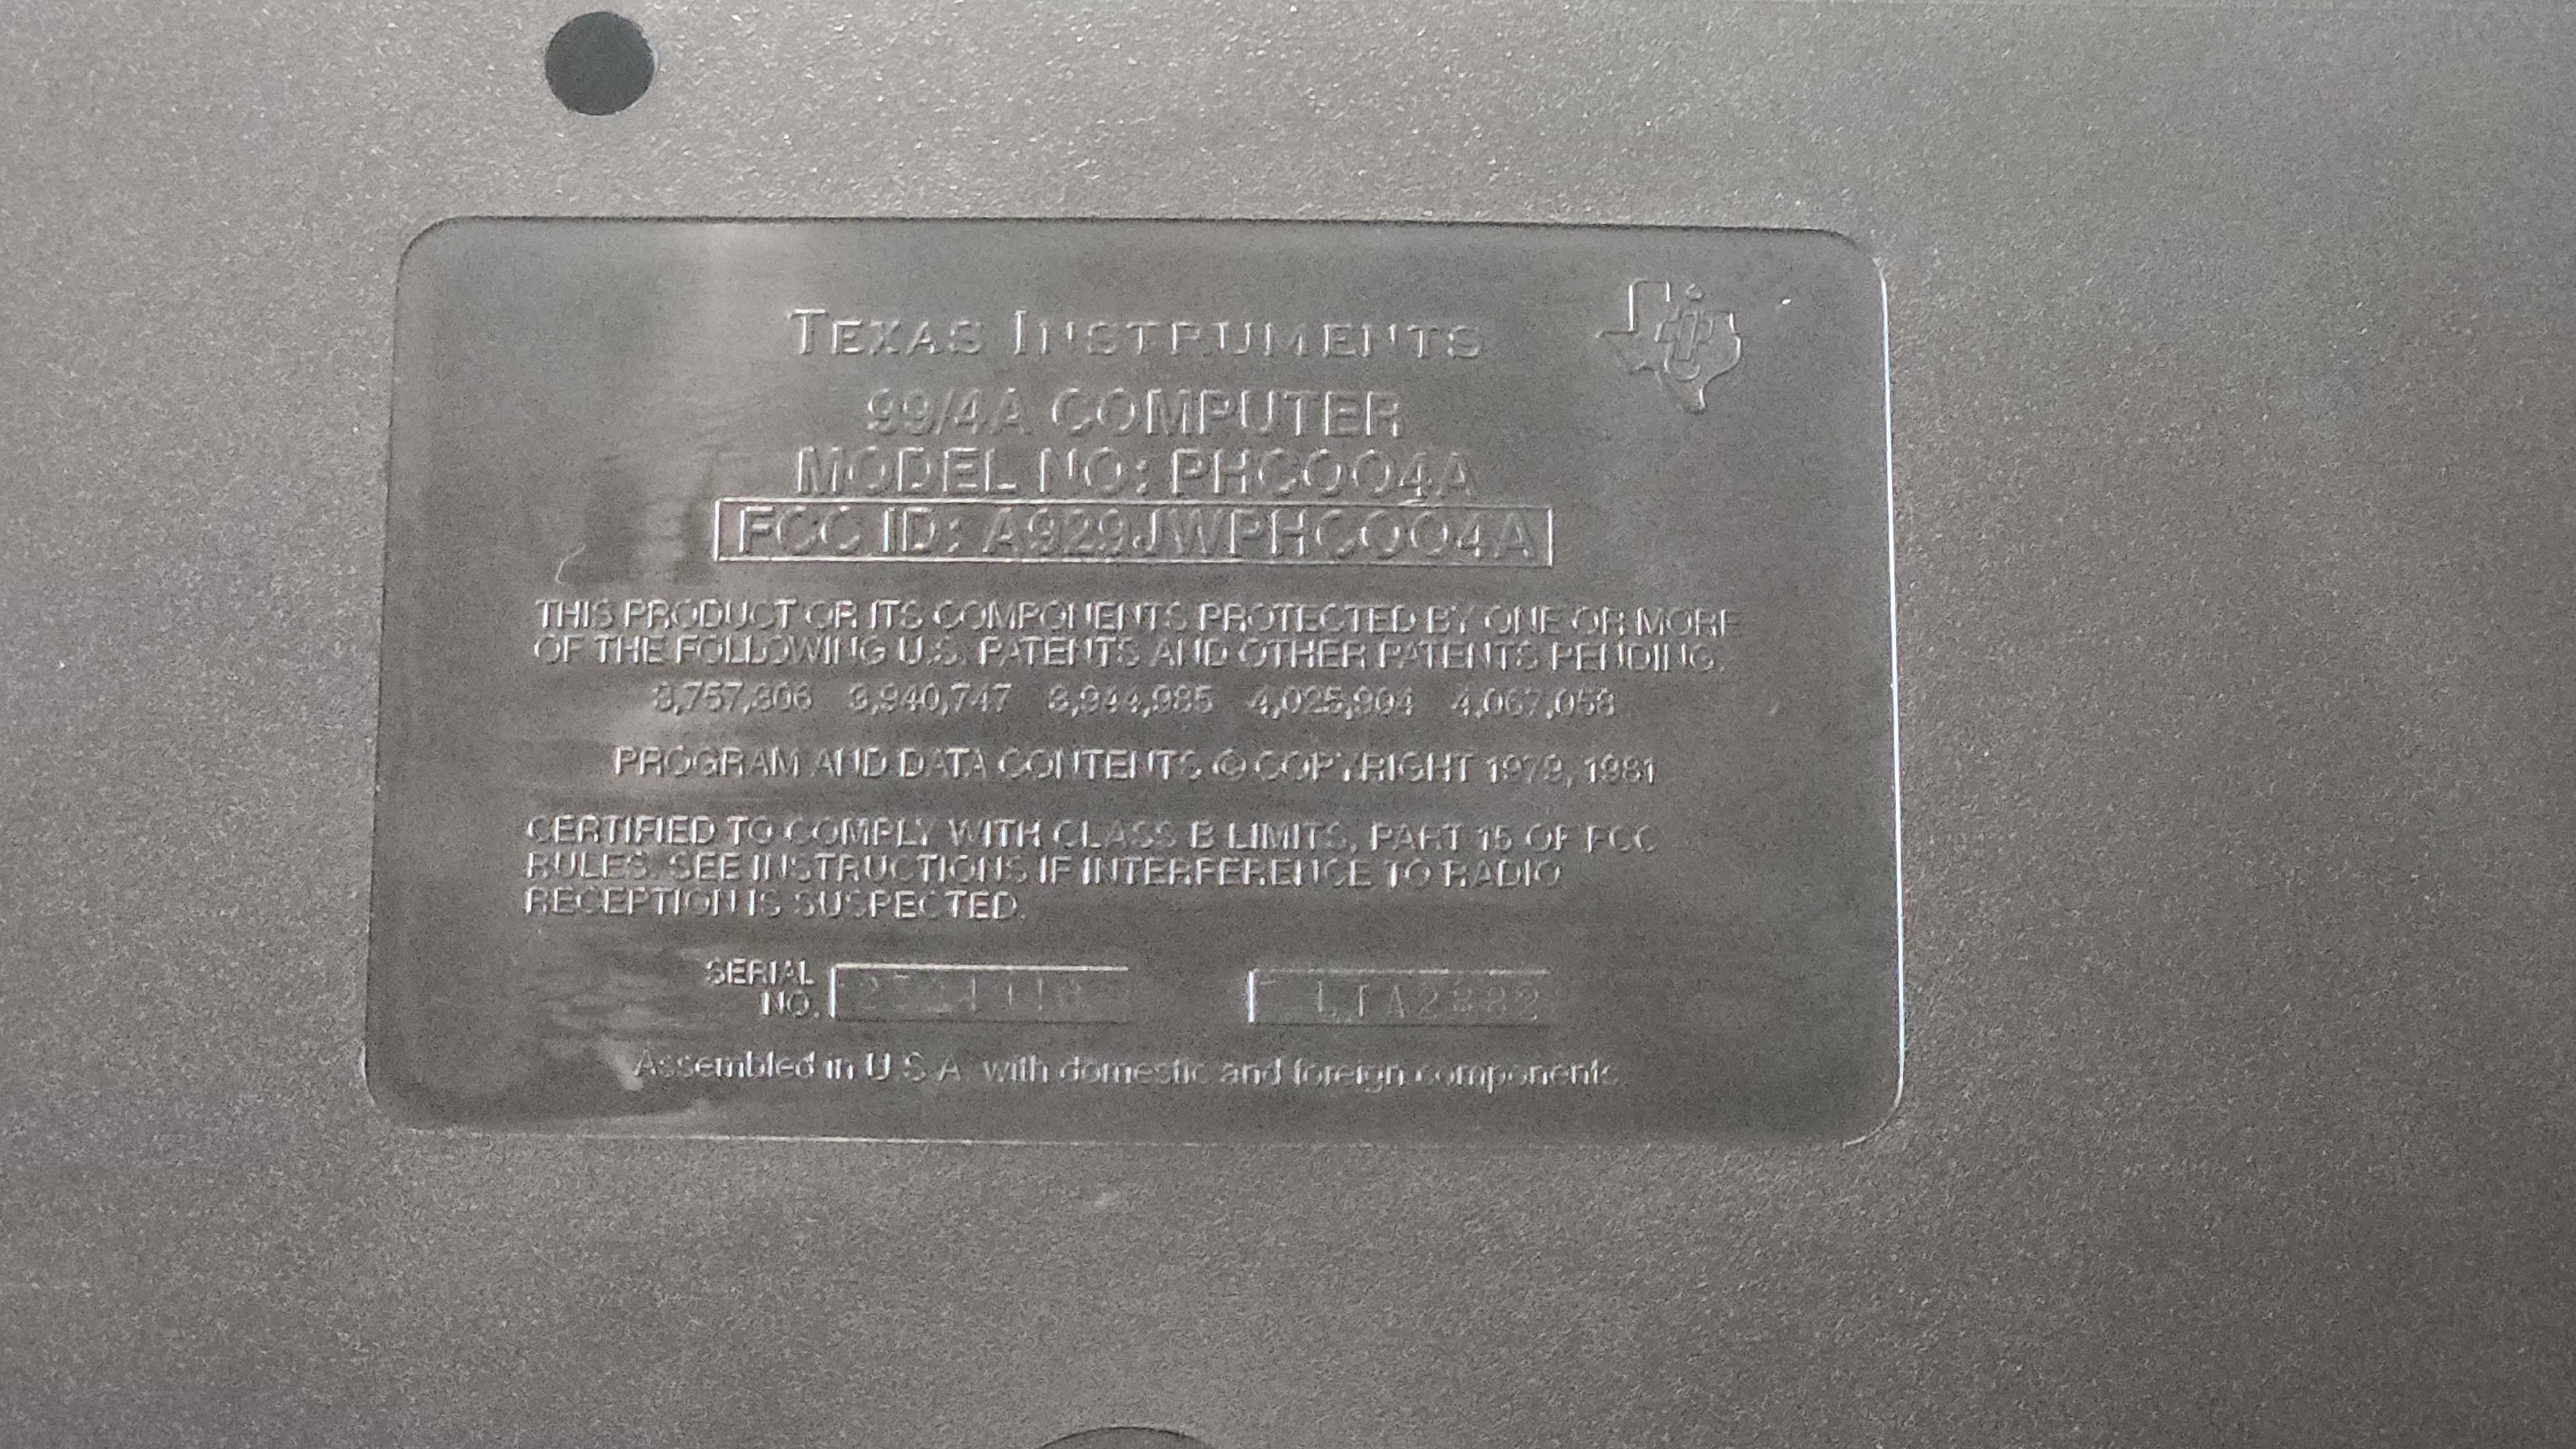 TEXAS INSTRUMENTS
99/4A COMPUTER
MODEL NO: PHC004A
FCC ID: A929JWPHC004A
THIS PRODUCT OR ITS COMPONENTS PROTECTED BY ONE OR MORE
OF THE FOLLOWING U.S. PATENTS AND OTHER PATENTS PENDING.
3,757,306 3,940,747 3,944,985 4,025,904 4,067,058
PROGRAM AND DATA CONTENTS © COPYRIGHT 1979, 1981
CERTIFIED TO COMPLY WITH CLASS B LIMITS, PART 15 OF FCC
RULES. SEE INSTRUCTIONS IF INTERFERENCE TO RADIO
RECEPTION IS SUSPECTED.
SERIAL
NO.
Assembled in U.S.A. with domestic and foreign components.